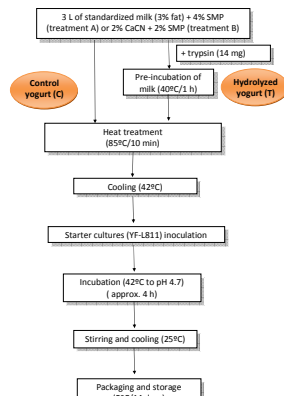 3 L of standardized milk (3% fat) + 4% SMP
(treatment A) or 2% CaCN + 2% SMP (treatment B)
+ trypsin (14 mg)
Control
yogurt (C)
Pre-incubation of
milk (40ºC/1 h)
Hydrolyzed
yogurt (T)
Heat treatment
(85ºC/10 min)
Cooling (42ºC)
Starter cultures (YF-L811) inoculation
Incubation (42ºC to pH 4.7)
( approx. 4 h)
Stirring and cooling (25ºC)
Packaging and storage